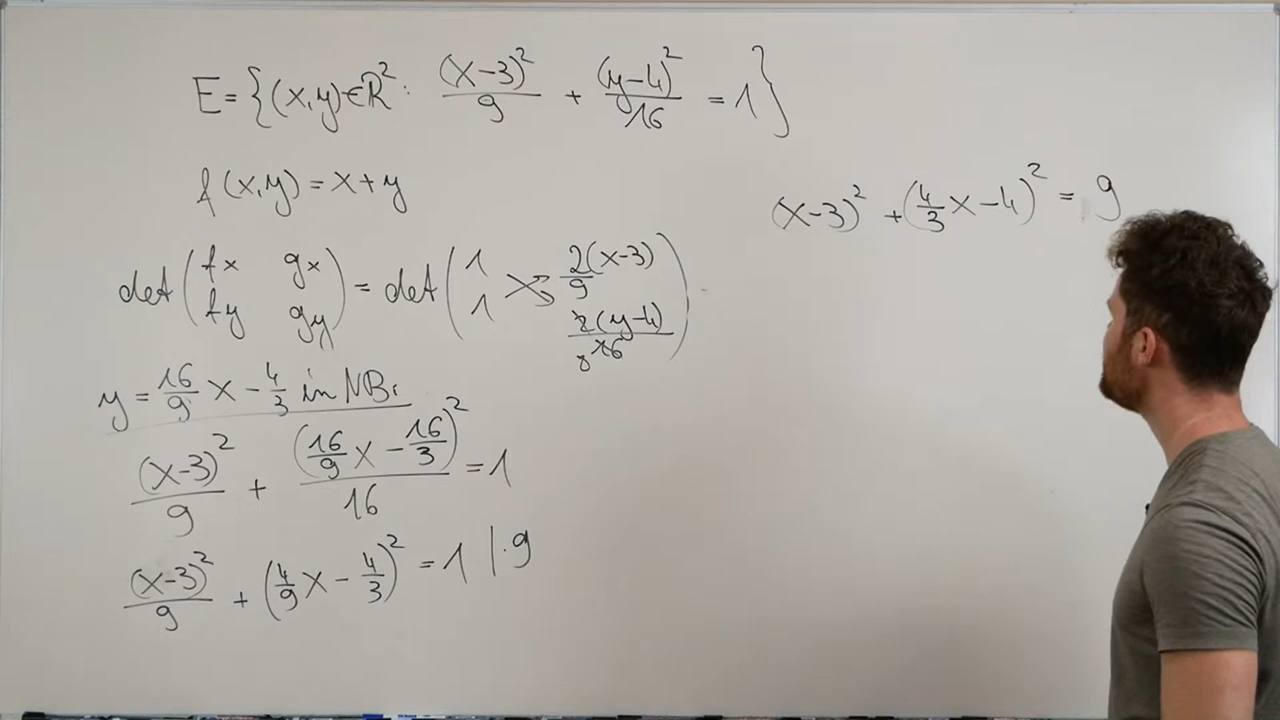 E = {(x,y) ∈ ℝ² : (x-3)²/9 + (y-4)²/16 = 1}
f(x,y) = x + y
(x-3)² + (4/3 x - 4)² = 9
det (fx gx; fy gy) = det (1 2(x-3)/9; 1 2(y-4)/16)
y = 16/9 x - 4/3 in NB:
(x-3)²/9 + (16/9 x - 16/3)²/16 = 1
(x-3)²/9 + (4/9 x - 4/3)² = 1 | · 9